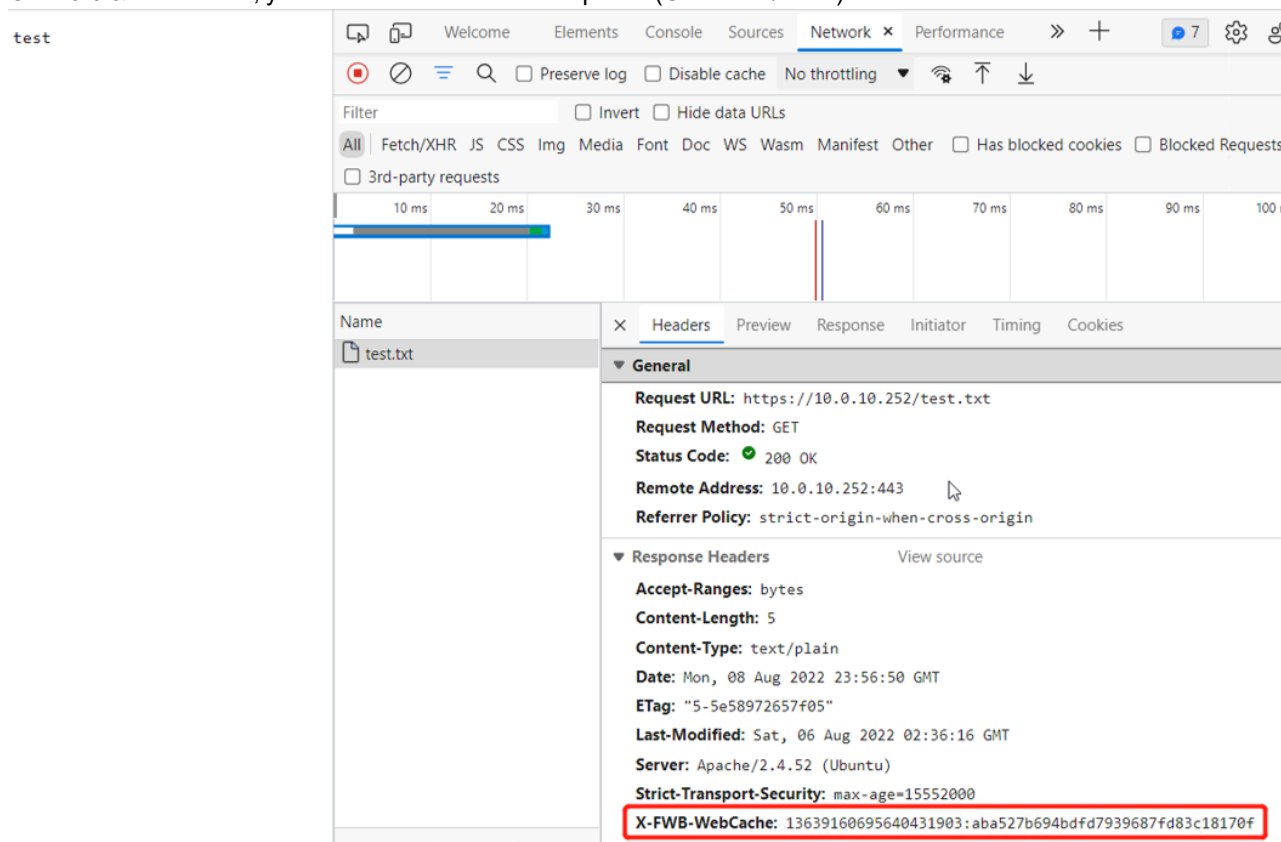 test
Welcome Elements Console Sources Network × Performance » + 7
Preserve log Disable cache No throttling
Filter Invert Hide data URLs
All Fetch/XHR JS CSS Img Media Font Doc WS Wasm Manifest Other Has blocked cookies Blocked Requests
3rd-party requests
10 ms 20 ms 30 ms 40 ms 50 ms 60 ms 70 ms 80 ms 90 ms 100
Name × Headers Preview Response Initiator Timing Cookies
test.txt
General
Request URL: https://10.0.10.252/test.txt
Request Method: GET
Status Code: 200 OK
Remote Address: 10.0.10.252:443
Referrer Policy: strict-origin-when-cross-origin
Response Headers View source
Accept-Ranges: bytes
Content-Length: 5
Content-Type: text/plain
Date: Mon, 08 Aug 2022 23:56:50 GMT
ETag: "5-5e58972657f05"
Last-Modified: Sat, 06 Aug 2022 02:36:16 GMT
Server: Apache/2.4.52 (Ubuntu)
Strict-Transport-Security: max-age=15552000
X-FWB-WebCache: 13639160695640431903:aba527b694bdfd7939687fd83c18170f